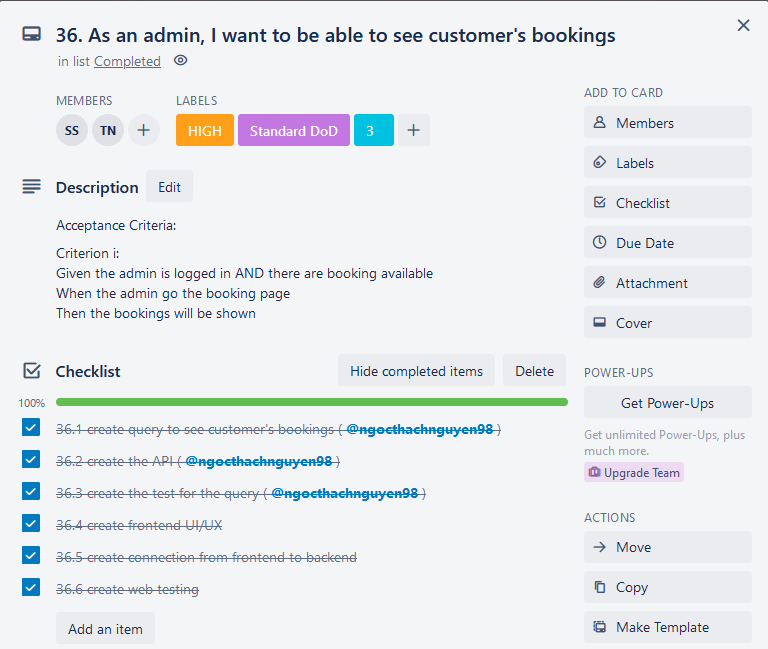 36. As an admin, I want to be able to see customer's bookings
in list Completed
MEMBERS
SS TN +
LABELS
HIGH Standard DoD 3 +
Description Edit
Acceptance Criteria:
Criterion i:
Given the admin is logged in AND there are booking available
When the admin go the booking page
Then the bookings will be shown
Checklist Hide completed items Delete
100%
36.1 create query to see customer's bookings ( @ngocthachnguyen98 )
36.2 create the API ( @ngocthachnguyen98 )
36.3 create the test for the query ( @ngocthachnguyen98 )
36.4 create frontend UI/UX
36.5 create connection from frontend to backend
36.6 create web testing
Add an item
ADD TO CARD
Members
Labels
Checklist
Due Date
Attachment
Cover
POWER-UPS
Get Power-Ups
Get unlimited Power-Ups, plus
much more.
Upgrade Team
ACTIONS
Move
Copy
Make Template